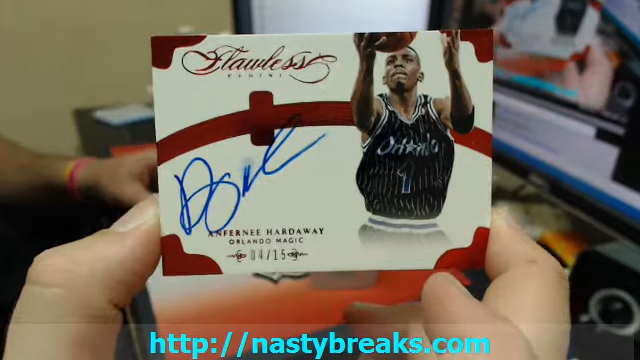 Flawless
PANINI
Orlando
1
ANFERNEE HARDAWAY
ORLANDO MAGIC
04/15
http://nastybreaks.com